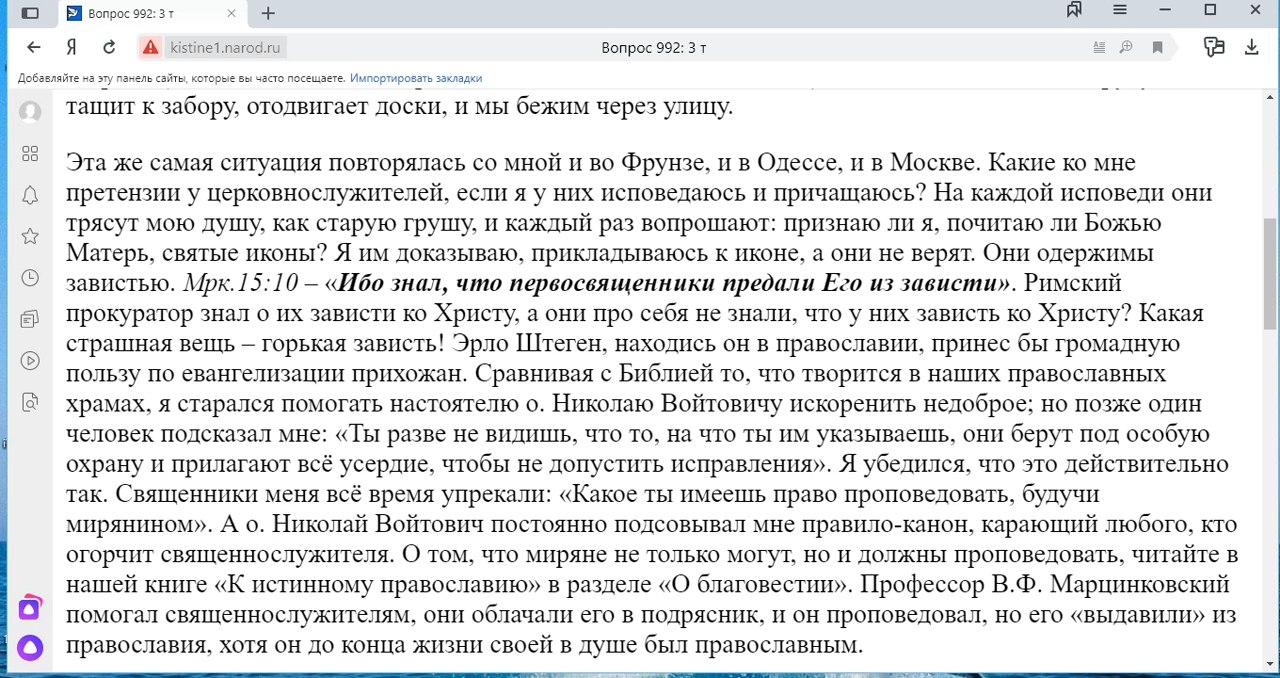 Вопрос 992: 3 т
kistine1.narod.ru
Вопрос 992: 3 т
Добавляйте на эту панель сайты, которые вы часто посещаете. Импортировать закладки
тащит к забору, отодвигает доски, и мы бежим через улицу.
Эта же самая ситуация повторялась со мной и во Фрунзе, и в Одессе, и в Москве. Какие ко мне
претензии у церковнослужителей, если я у них исповедаюсь и причащаюсь? На каждой исповеди они
трясут мою душу, как старую грушу, и каждый раз вопрошают: признаю ли я, почитаю ли Божью
Матерь, святые иконы? Я им доказываю, прикладываюсь к иконе, а они не верят. Они одержимы
завистью. Мрк.15:10 – «Ибо знал, что первосвященники предали Его из зависти». Римский
прокуратор знал о их зависти ко Христу, а они про себя не знали, что у них зависть ко Христу? Какая
страшная вещь – горькая зависть! Эрло Штеген, находись он в православии, принес бы громадную
пользу по евангелизации прихожан. Сравнивая с Библией то, что творится в наших православных
храмах, я старался помогать настоятелю о. Николаю Войтовичу искоренить недоброе; но позже один
человек подсказал мне: «Ты разве не видишь, что то, на что ты им указываешь, они берут под особую
охрану и прилагают всё усердие, чтобы не допустить исправления». Я убедился, что это действительно
так. Священники меня всё время упрекали: «Какое ты имеешь право проповедовать, будучи
мирянином». А о. Николай Войтович постоянно подсовывал мне правило-канон, карающий любого, кто
огорчит священнослужителя. О том, что миряне не только могут, но и должны проповедовать, читайте в
нашей книге «К истинному православию» в разделе «О благовестии». Профессор В.Ф. Марцинковский
помогал священнослужителям, они облачали его в подрясник, и он проповедовал, но его «выдавили» из
православия, хотя он до конца жизни своей в душе был православным.